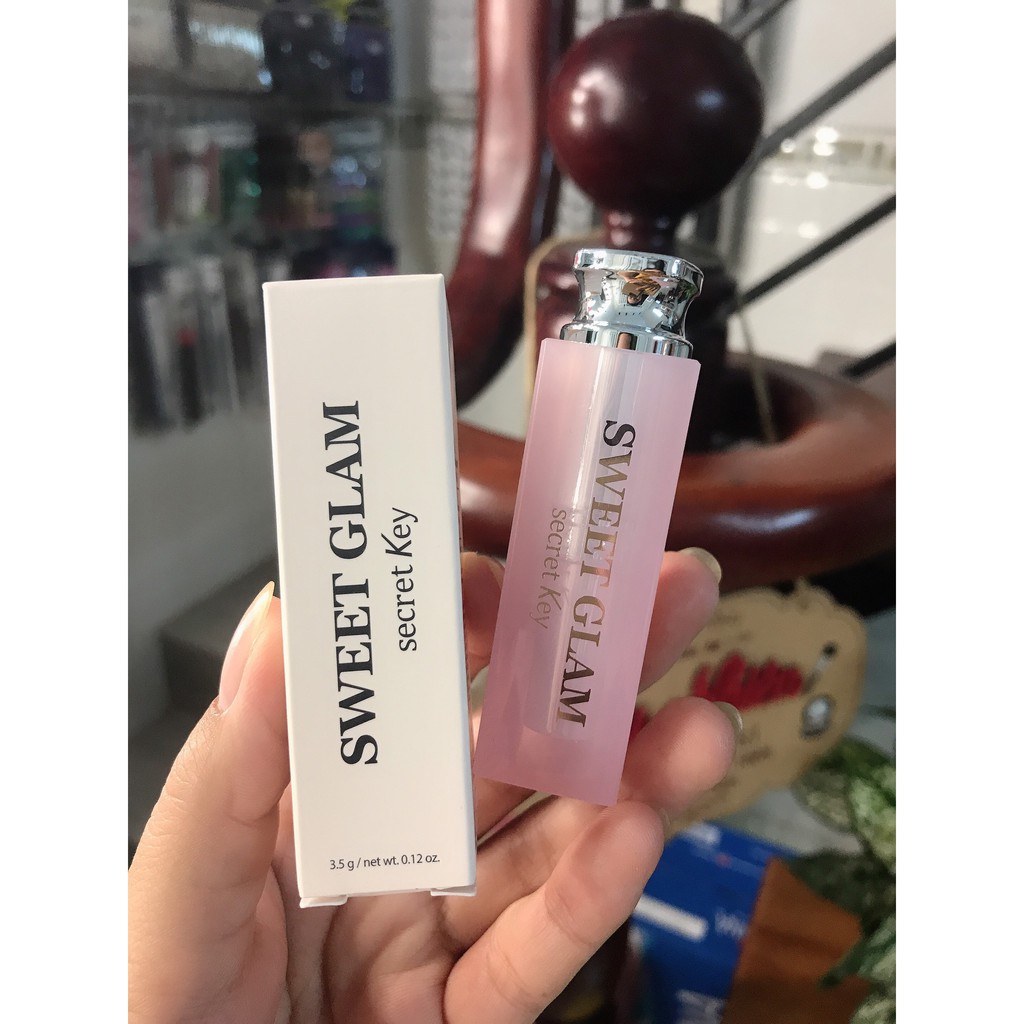 SWEET GLAM
secret Key
3.5 g / net wt. 0.12 oz.
SWEET GLAM
secret Key